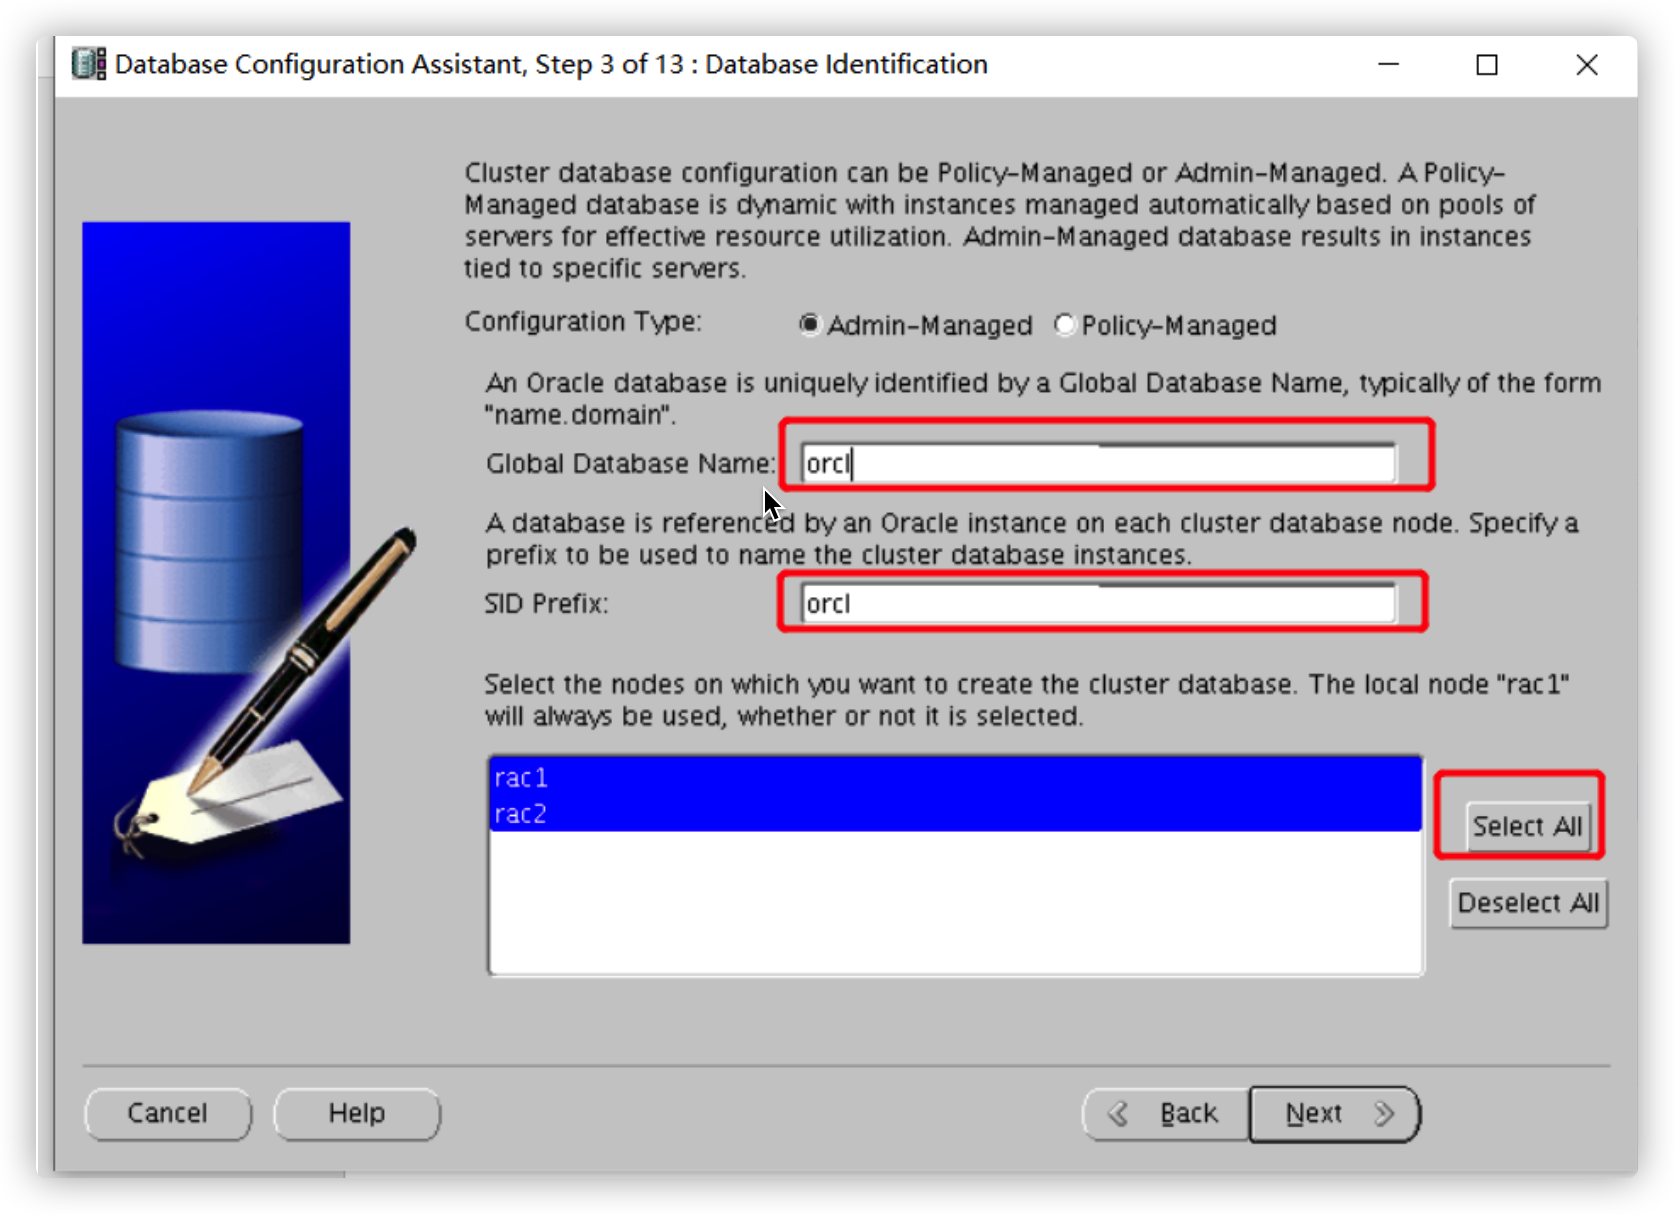 Database Configuration Assistant, Step 3 of 13 : Database Identification
Cluster database configuration can be Policy-Managed or Admin-Managed. A Policy-
Managed database is dynamic with instances managed automatically based on pools of
servers for effective resource utilization. Admin-Managed database results in instances
tied to specific servers.
Configuration Type: Admin-Managed Policy-Managed
An Oracle database is uniquely identified by a Global Database Name, typically of the form
"name.domain".
Global Database Name: orcl
A database is referenced by an Oracle instance on each cluster database node. Specify a
prefix to be used to name the cluster database instances.
SID Prefix: orcl
Select the nodes on which you want to create the cluster database. The local node "rac1"
will always be used, whether or not it is selected.
rac1
rac2
Select All
Deselect All
Cancel Help Back Next